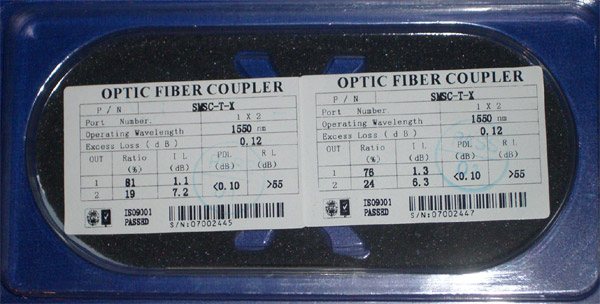 OPTIC FIBER COUPLER
P / N SMSC-T-X
Port Number. 1 X 2
Operating Wavelength 1550 nm
Excess Loss ( d B ) 0.12
OUT Ratio (%) I L (dB) PDL (dB) R L (dB)
1 81 1.1 <0.10 >55
2 19 7.2
ISO9001 PASSED
S/N:07002445
OPTIC FIBER COUPLER
P / N SMSC-T-X
Port Number. 1 X 2
Operating Wavelength 1550 nm
Excess Loss ( d B ) 0.12
OUT Ratio (%) I L (dB) PDL (dB) R L (dB)
1 76 1.3 <0.10 >55
2 24 6.3
ISO9001 PASSED
S/N:07002447